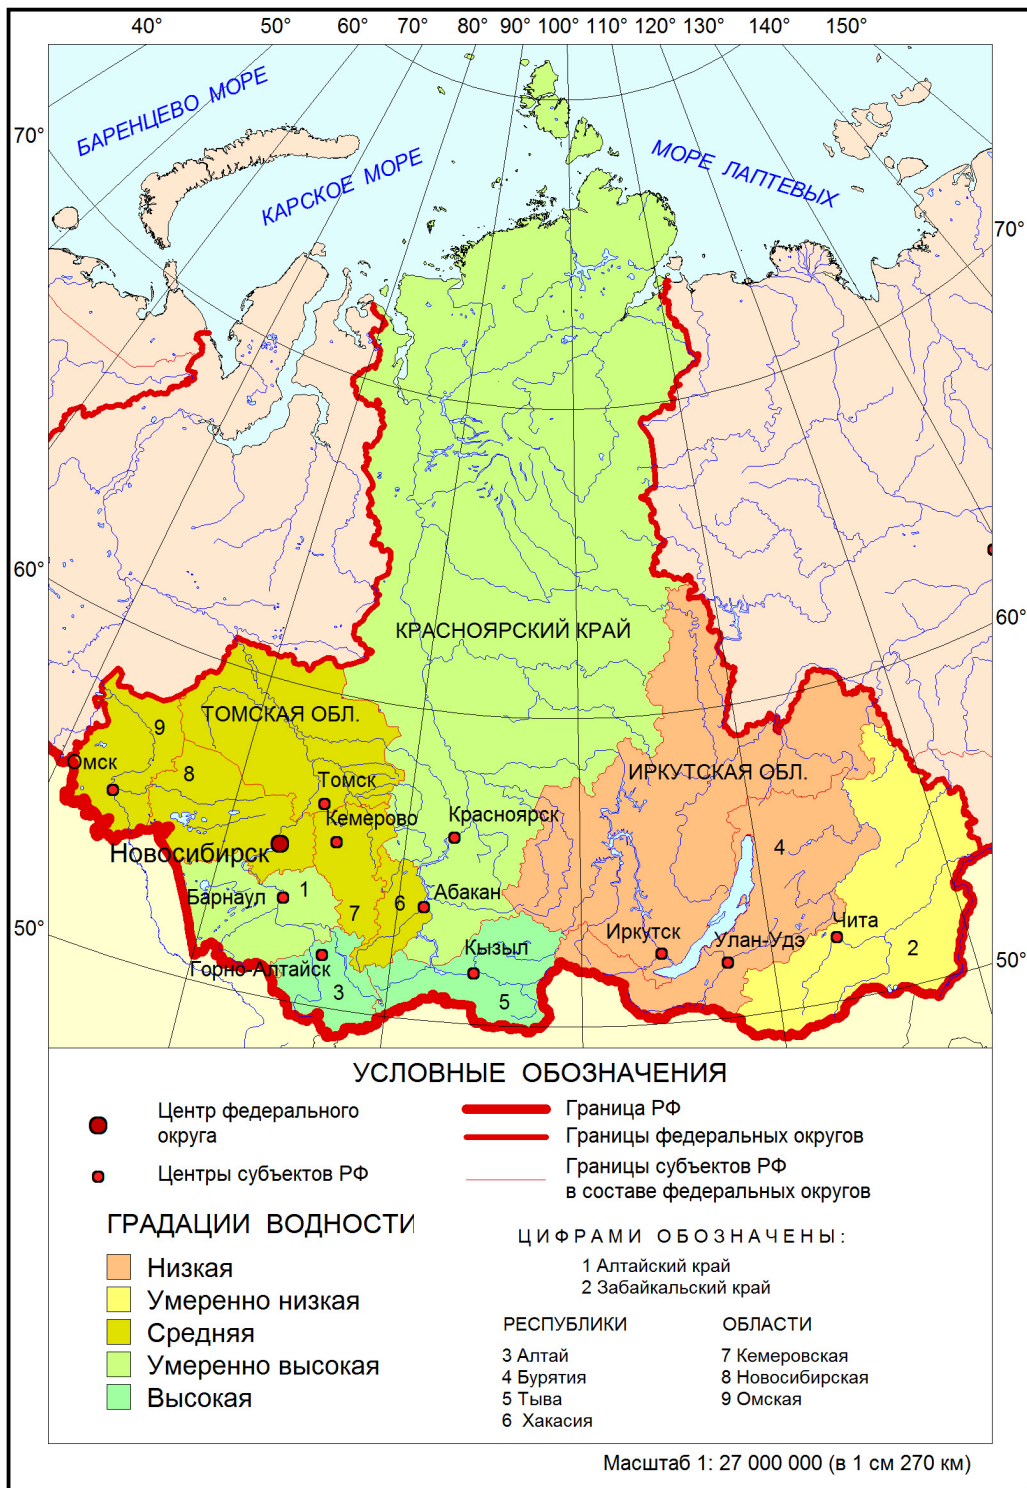 40° 50° 60° 70° 80° 90° 100° 110° 120° 130° 140° 150°
БАРЕНЦЕВО МОРЕ
КАРСКОЕ МОРЕ
МОРЕ ЛАПТЕВЫХ
70°
70°
60°
60°
КРАСНОЯРСКИЙ КРАЙ
ТОМСКАЯ ОБЛ.
9
8
Омск
Томск
ИРКУТСКАЯ ОБЛ.
Кемерово
Красноярск
4
Новосибирск
Барнаул
1
7
6
Абакан
50°
Кызыл
Иркутск
Улан-Удэ
Чита
2
50°
Горно-Алтайск
3
5
УСЛОВНЫЕ ОБОЗНАЧЕНИЯ
Центр федерального
округа
Центры субъектов РФ
Граница РФ
Границы федеральных округов
Границы субъектов РФ
в составе федеральных округов
ГРАДАЦИИ ВОДНОСТИ
Низкая
Умеренно низкая
Средняя
Умеренно высокая
Высокая
ЦИФРАМИ ОБОЗНАЧЕНЫ:
1 Алтайский край
2 Забайкальский край
РЕСПУБЛИКИ
3 Алтай
4 Бурятия
5 Тыва
6 Хакасия
ОБЛАСТИ
7 Кемеровская
8 Новосибирская
9 Омская
Масштаб 1: 27 000 000 (в 1 см 270 км)